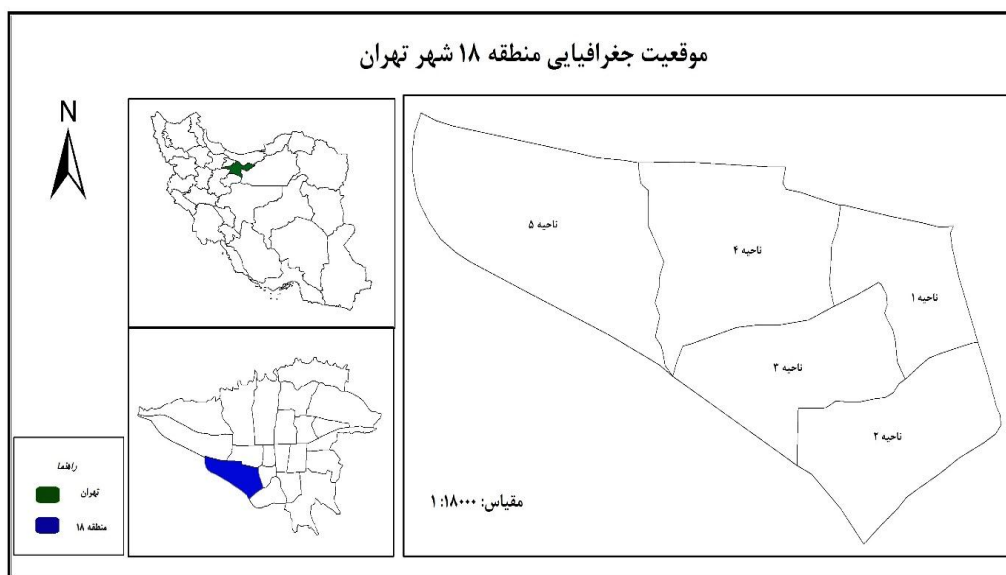 موقعیت جغرافیایی منطقه ۱۸ شهر تهران
N
ناحیه ۵
ناحیه ۴
ناحیه ۱
ناحیه ۳
ناحیه ۲
مقیاس: ۱:۱۸۰۰۰
راهنما
تهران
منطقه ۱۸